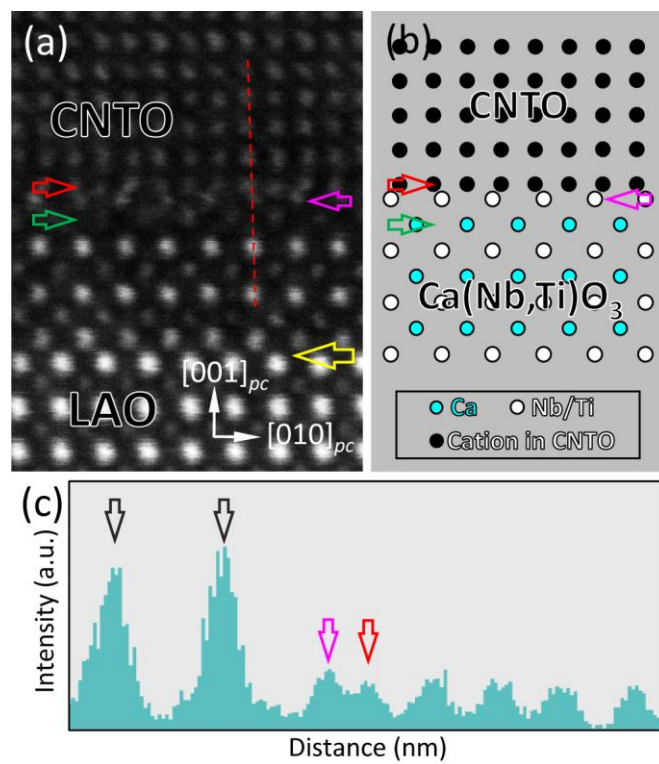 (a)
CNTO
[001]pc
LAO
[010]pc
(b)
CNTO
Ca(Nb,Ti)O3
Ca
Nb/Ti
Cation in CNTO
(c)
Intensity (a.u.)
Distance (nm)